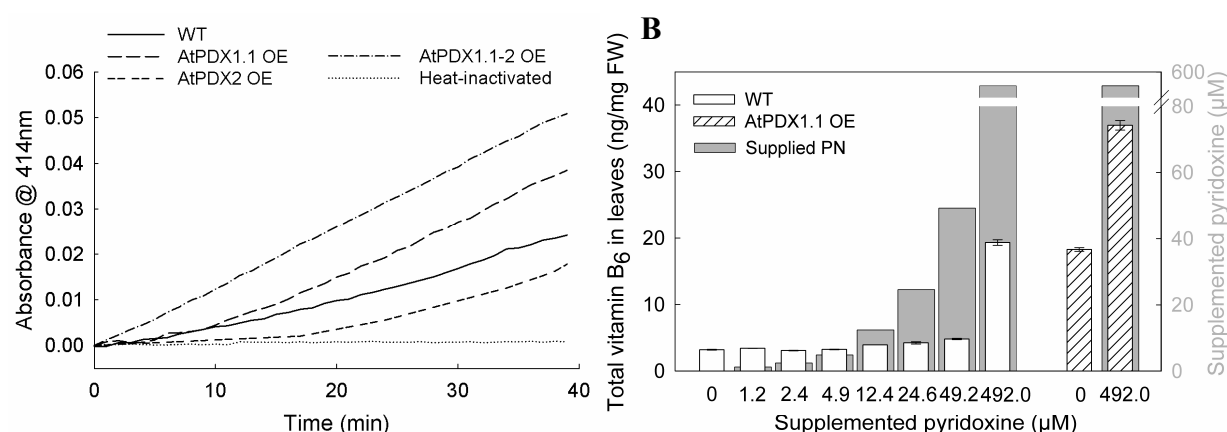 WT
AtPDX1.1 OE
AtPDX2 OE
AtPDX1.1-2 OE
Heat-inactivated
Absorbance @ 414nm
0.06
0.05
0.04
0.03
0.02
0.01
0.00
0 10 20 30 40
Time (min)
B
Total vitamin B6 in leaves (ng/mg FW)
40
30
20
10
0
WT
AtPDX1.1 OE
Supplied PN
600
80
60
40
20
0
Supplemented pyridoxine (µM)
0 1.2 2.4 4.9 12.4 24.6 49.2 492.0 0 492.0
Supplemented pyridoxine (µM)